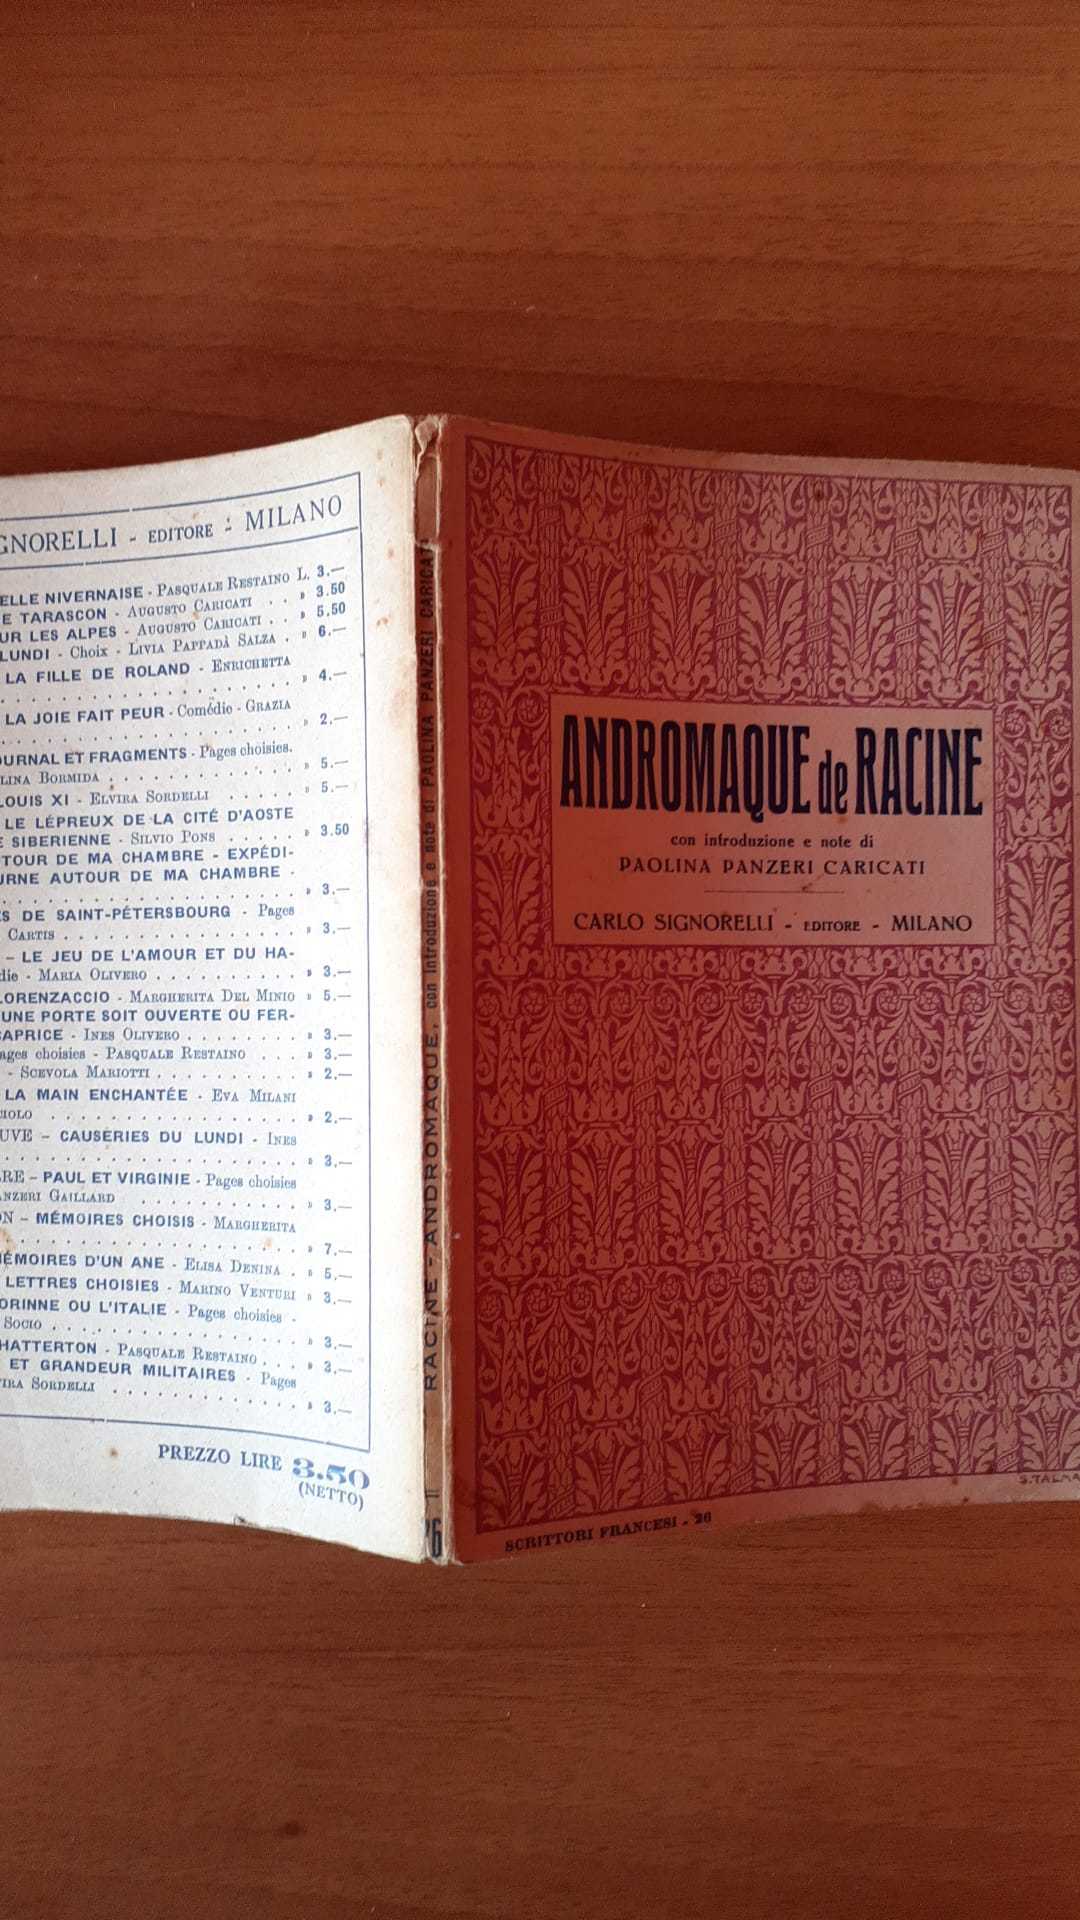 GNORELLI - EDITORE - MILANO
ELLE NIVERNAISE - PASQUALE RESTAINO L. 3.—
E TARASCON - AUGUSTO CARICATI . . » 3.50
UR LES ALPES - AUGUSTO CARICATI . . » 5.50
LUNDI - Choix - LIVIA PAPPADÀ SALZA . » 6.—
LA FILLE DE ROLAND - ENRICHETTA
» 4.—
LA JOIE FAIT PEUR - Comédie - GRAZIA
» 2.—
OURNAL ET FRAGMENTS - Pages choisies.
LINA BORMIDA . . . . . . . . . . . » 5.—
LOUIS XI - ELVIRA SORDELLI . . . . . » 5.—
LE LÉPREUX DE LA CITÉ D'AOSTE
E SIBERIENNE - SILVIO PONS . . . . . » 3.50
TOUR DE MA CHAMBRE - EXPÉDI-
URNE AUTOUR DE MA CHAMBRE -
» 3.—
S DE SAINT-PÉTERSBOURG - Pages
CARTIS . . . . . . . . . . . . . . » 3.—
– LE JEU DE L'AMOUR ET DU HA-
die - MARIA OLIVERO . . . . . . . . . » 3.—
LORENZACCIO - MARGHERITA DEL MINIO » 5.—
UNE PORTE SOIT OUVERTE OU FER-
CAPRICE - INES OLIVERO . . . . . . . » 3.—
ages choisies - PASQUALE RESTAINO . . . » 3.—
- SCEVOLA MARIOTTI . . . . . . . . . » 2.—
LA MAIN ENCHANTÉE - EVA MILANI
CIOLO . . . . . . . . . . . . . . . » 2.—
UVE – CAUSERIES DU LUNDI - INES
» 3.—
RE – PAUL ET VIRGINIE - Pages choisies
ANZERI GAILLARD . . . . . . . . . » 3.—
ON – MÉMOIRES CHOISIS - MARGHERITA
» 7.—
MÉMOIRES D'UN ANE - ELISA DENINA . » 5.—
LETTRES CHOISIES - MARINO VENTURI » 3.—
ORINNE OU L'ITALIE - Pages choisies -
SOCIO . . . . . . . . . . . . . . . » 3.—
HATTERTON - PASQUALE RESTAINO . . . » 3.—
ET GRANDEUR MILITAIRES - Pages
IRA SORDELLI . . . . . . . . . . . » 3.—
PREZZO LIRE 3.50
(NETTO)
RACINE - ANDROMAQUE, con introduzione e note di PAOLINA PANZERI CARICAT
26
ANDROMAQUE de RACINE
con introduzione e note di
PAOLINA PANZERI CARICATI
CARLO SIGNORELLI - EDITORE - MILANO
S. TALMA
SCRITTORI FRANCESI - 26